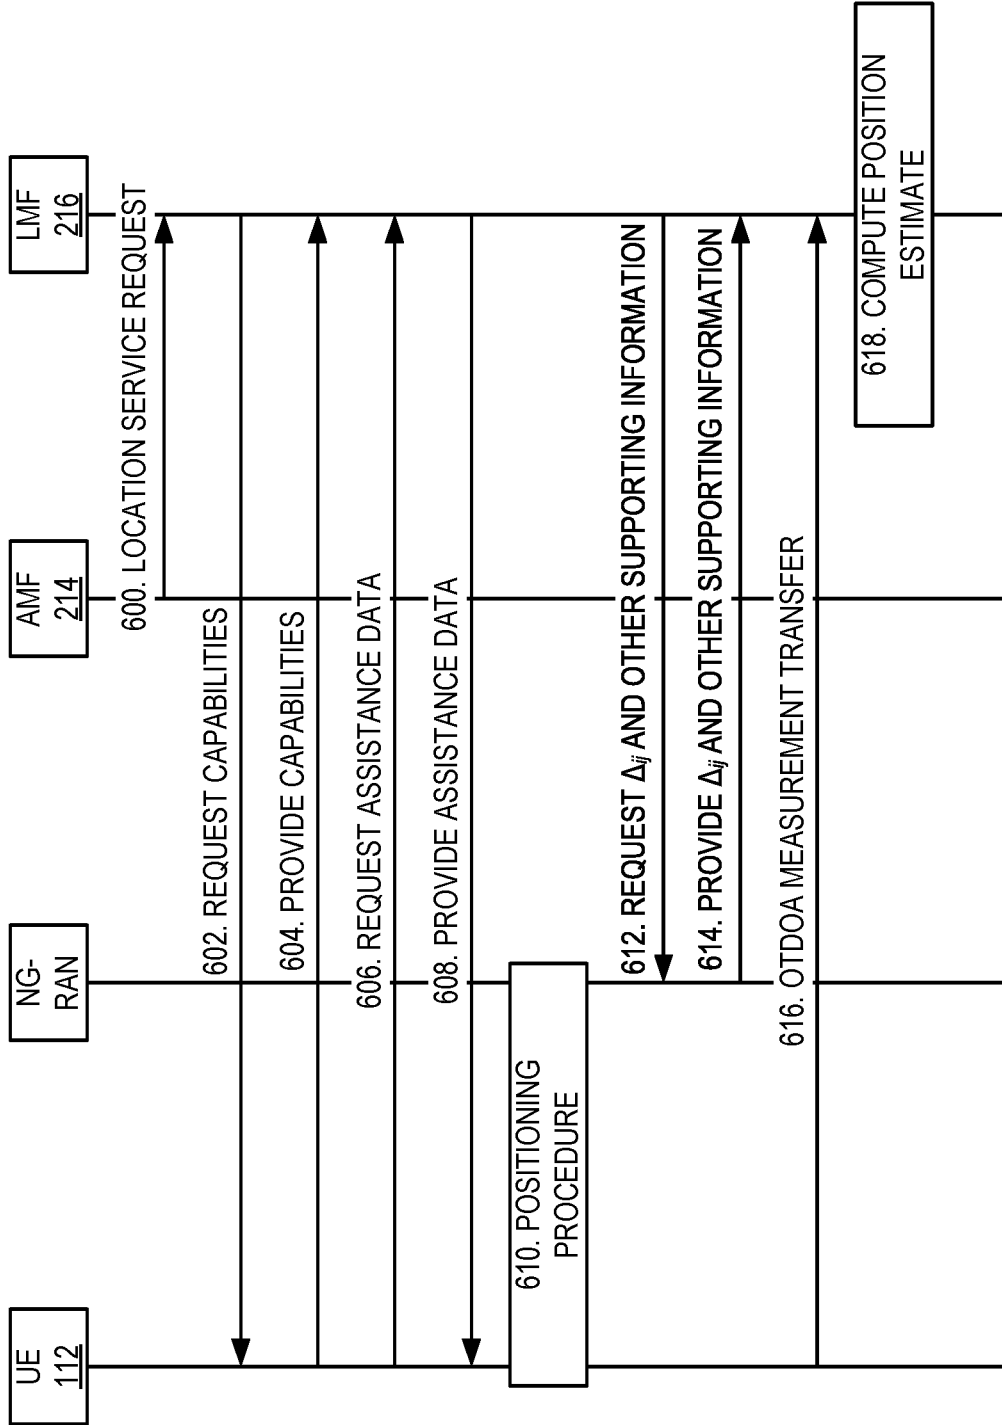 UE
112
NG-
RAN
AMF
214
LMF
216
600. LOCATION SERVICE REQUEST
602. REQUEST CAPABILITIES
604. PROVIDE CAPABILITIES
606. REQUEST ASSISTANCE DATA
608. PROVIDE ASSISTANCE DATA
610. POSITIONING
PROCEDURE
612. REQUEST Δij AND OTHER SUPPORTING INFORMATION
614. PROVIDE Δij AND OTHER SUPPORTING INFORMATION
616. OTDOA MEASUREMENT TRANSFER
618. COMPUTE POSITION
ESTIMATE